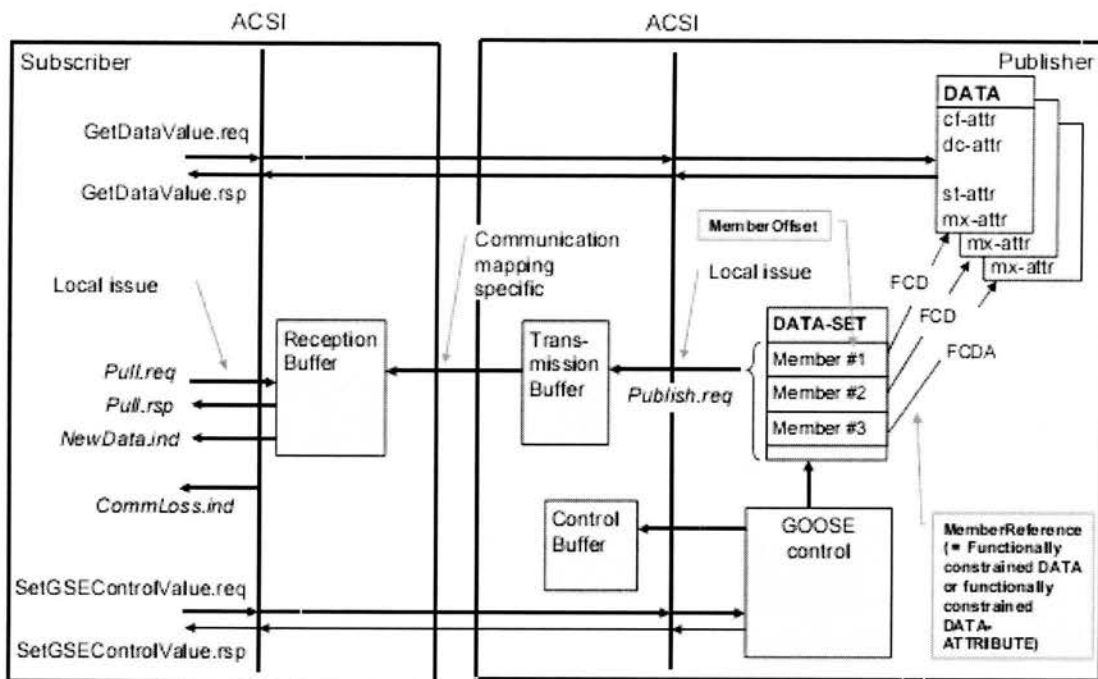 ACSI
ACSI
Subscriber
Publisher
DATA
cf-attr
dc-attr
st-attr
mx-attr
mx-attr
mx-attr
GetDataValue.req
GetDataValue.rsp
MemberOffset
Communication
mapping
specific
Local issue
Local issue
FCD
FCD
FCDA
DATA-SET
Member #1
Member #2
Member #3
Reception
Buffer
Trans-
mission
Buffer
Publish.req
Pull.req
Pull.rsp
NewData.ind
CommLoss.ind
Control
Buffer
GOOSE
control
MemberReference
(= Functionally
constrained DATA
or functionally
constrained
DATA-
ATTRIBUTE)
SetGSEControlValue.req
SetGSEControlValue.rsp